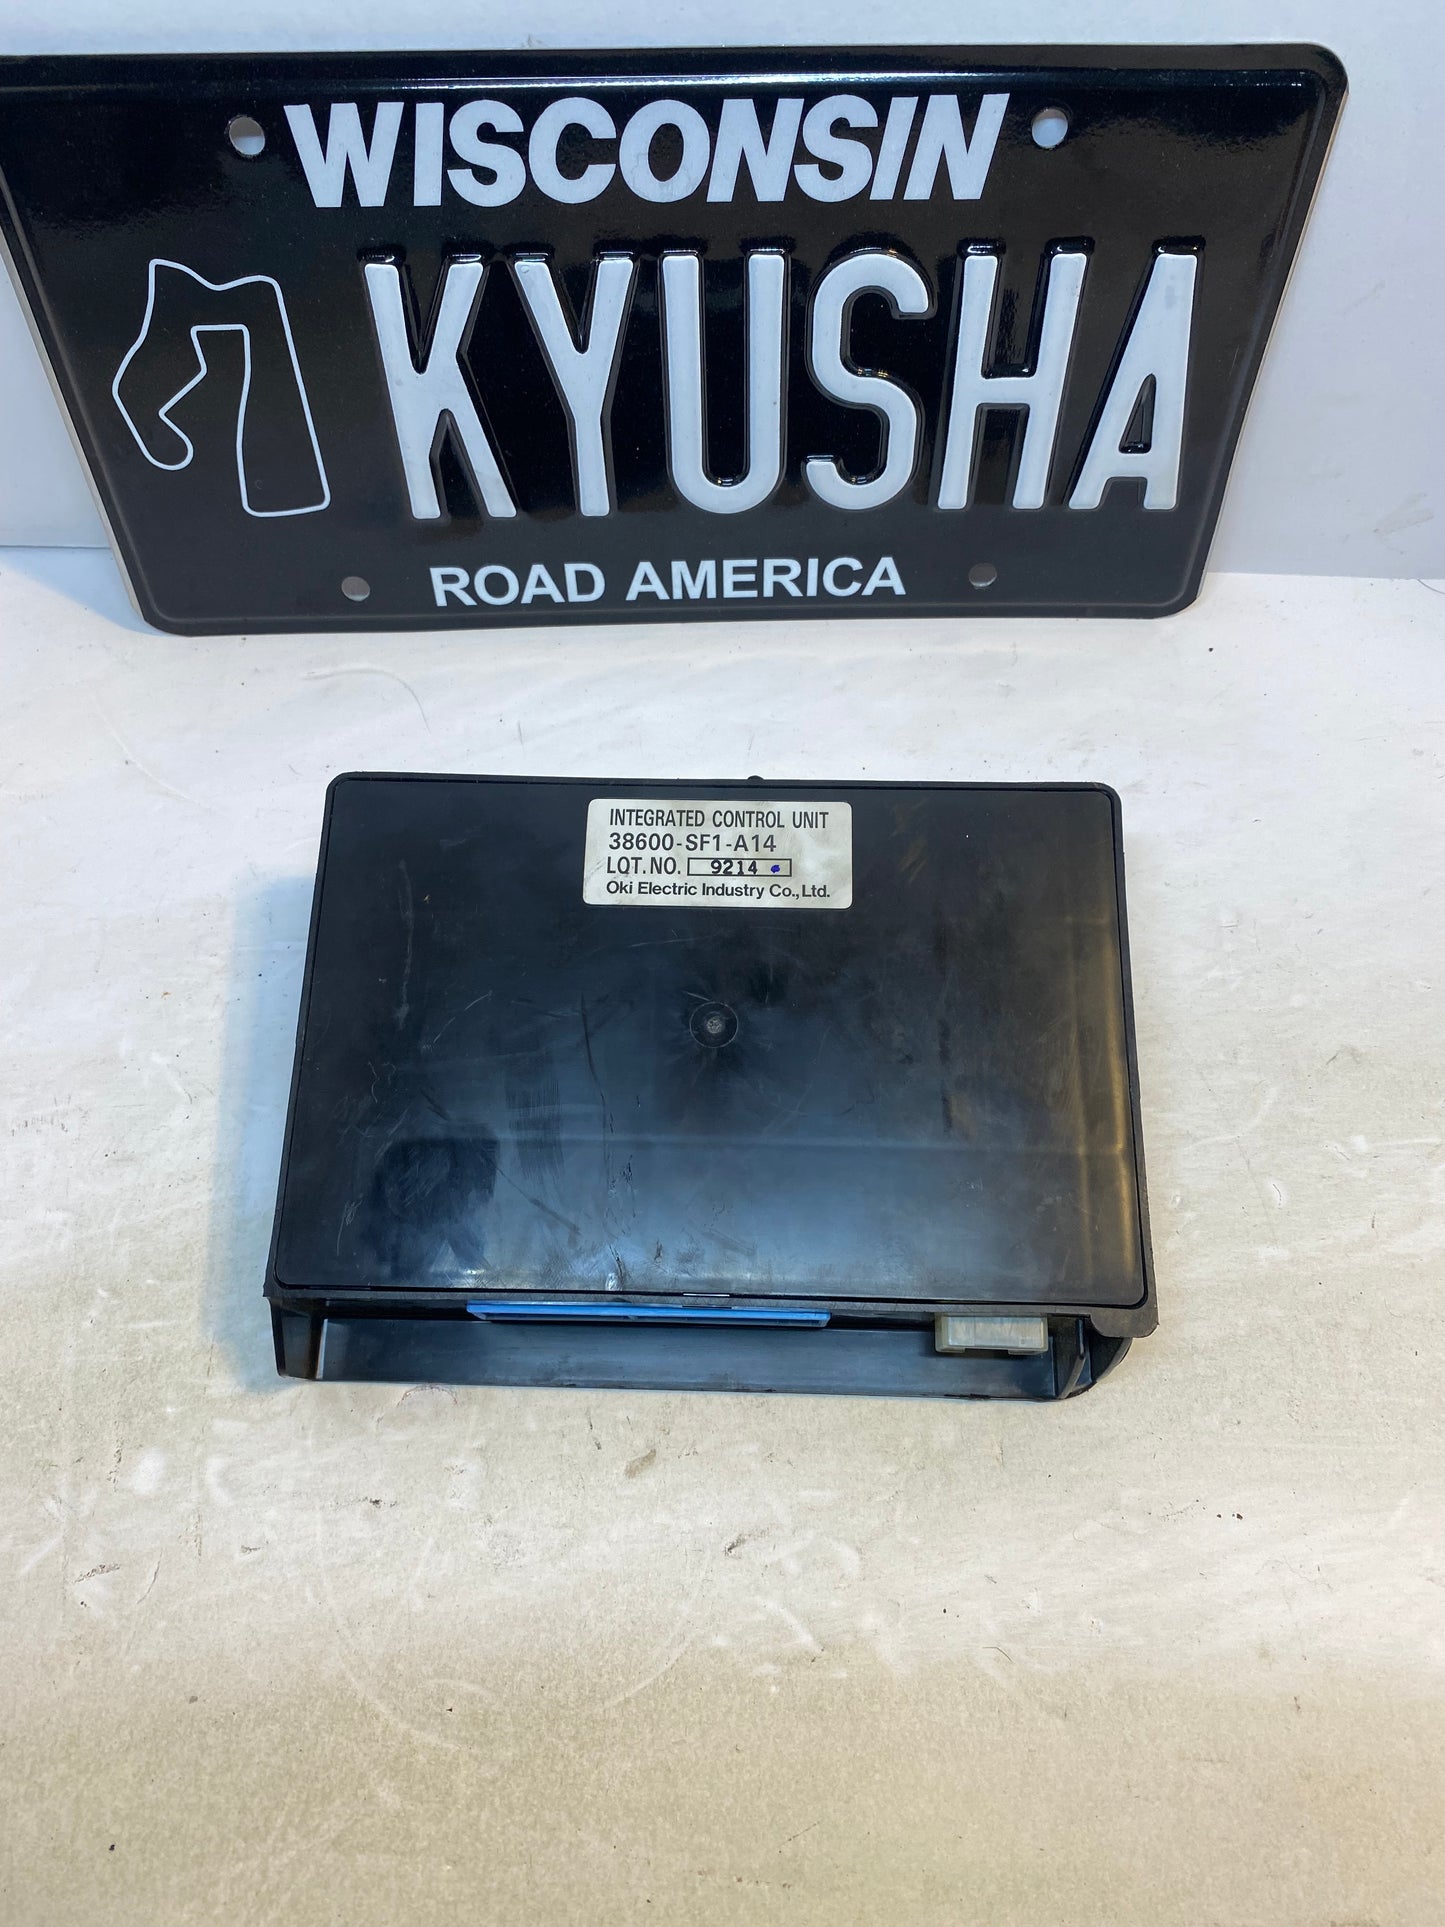 WISCONSIN
KYUSHA
ROAD AMERICA
INTEGRATED CONTROL UNIT
38600-SF1-A14
LOT.NO. 9214
Oki Electric Industry Co.,Ltd.